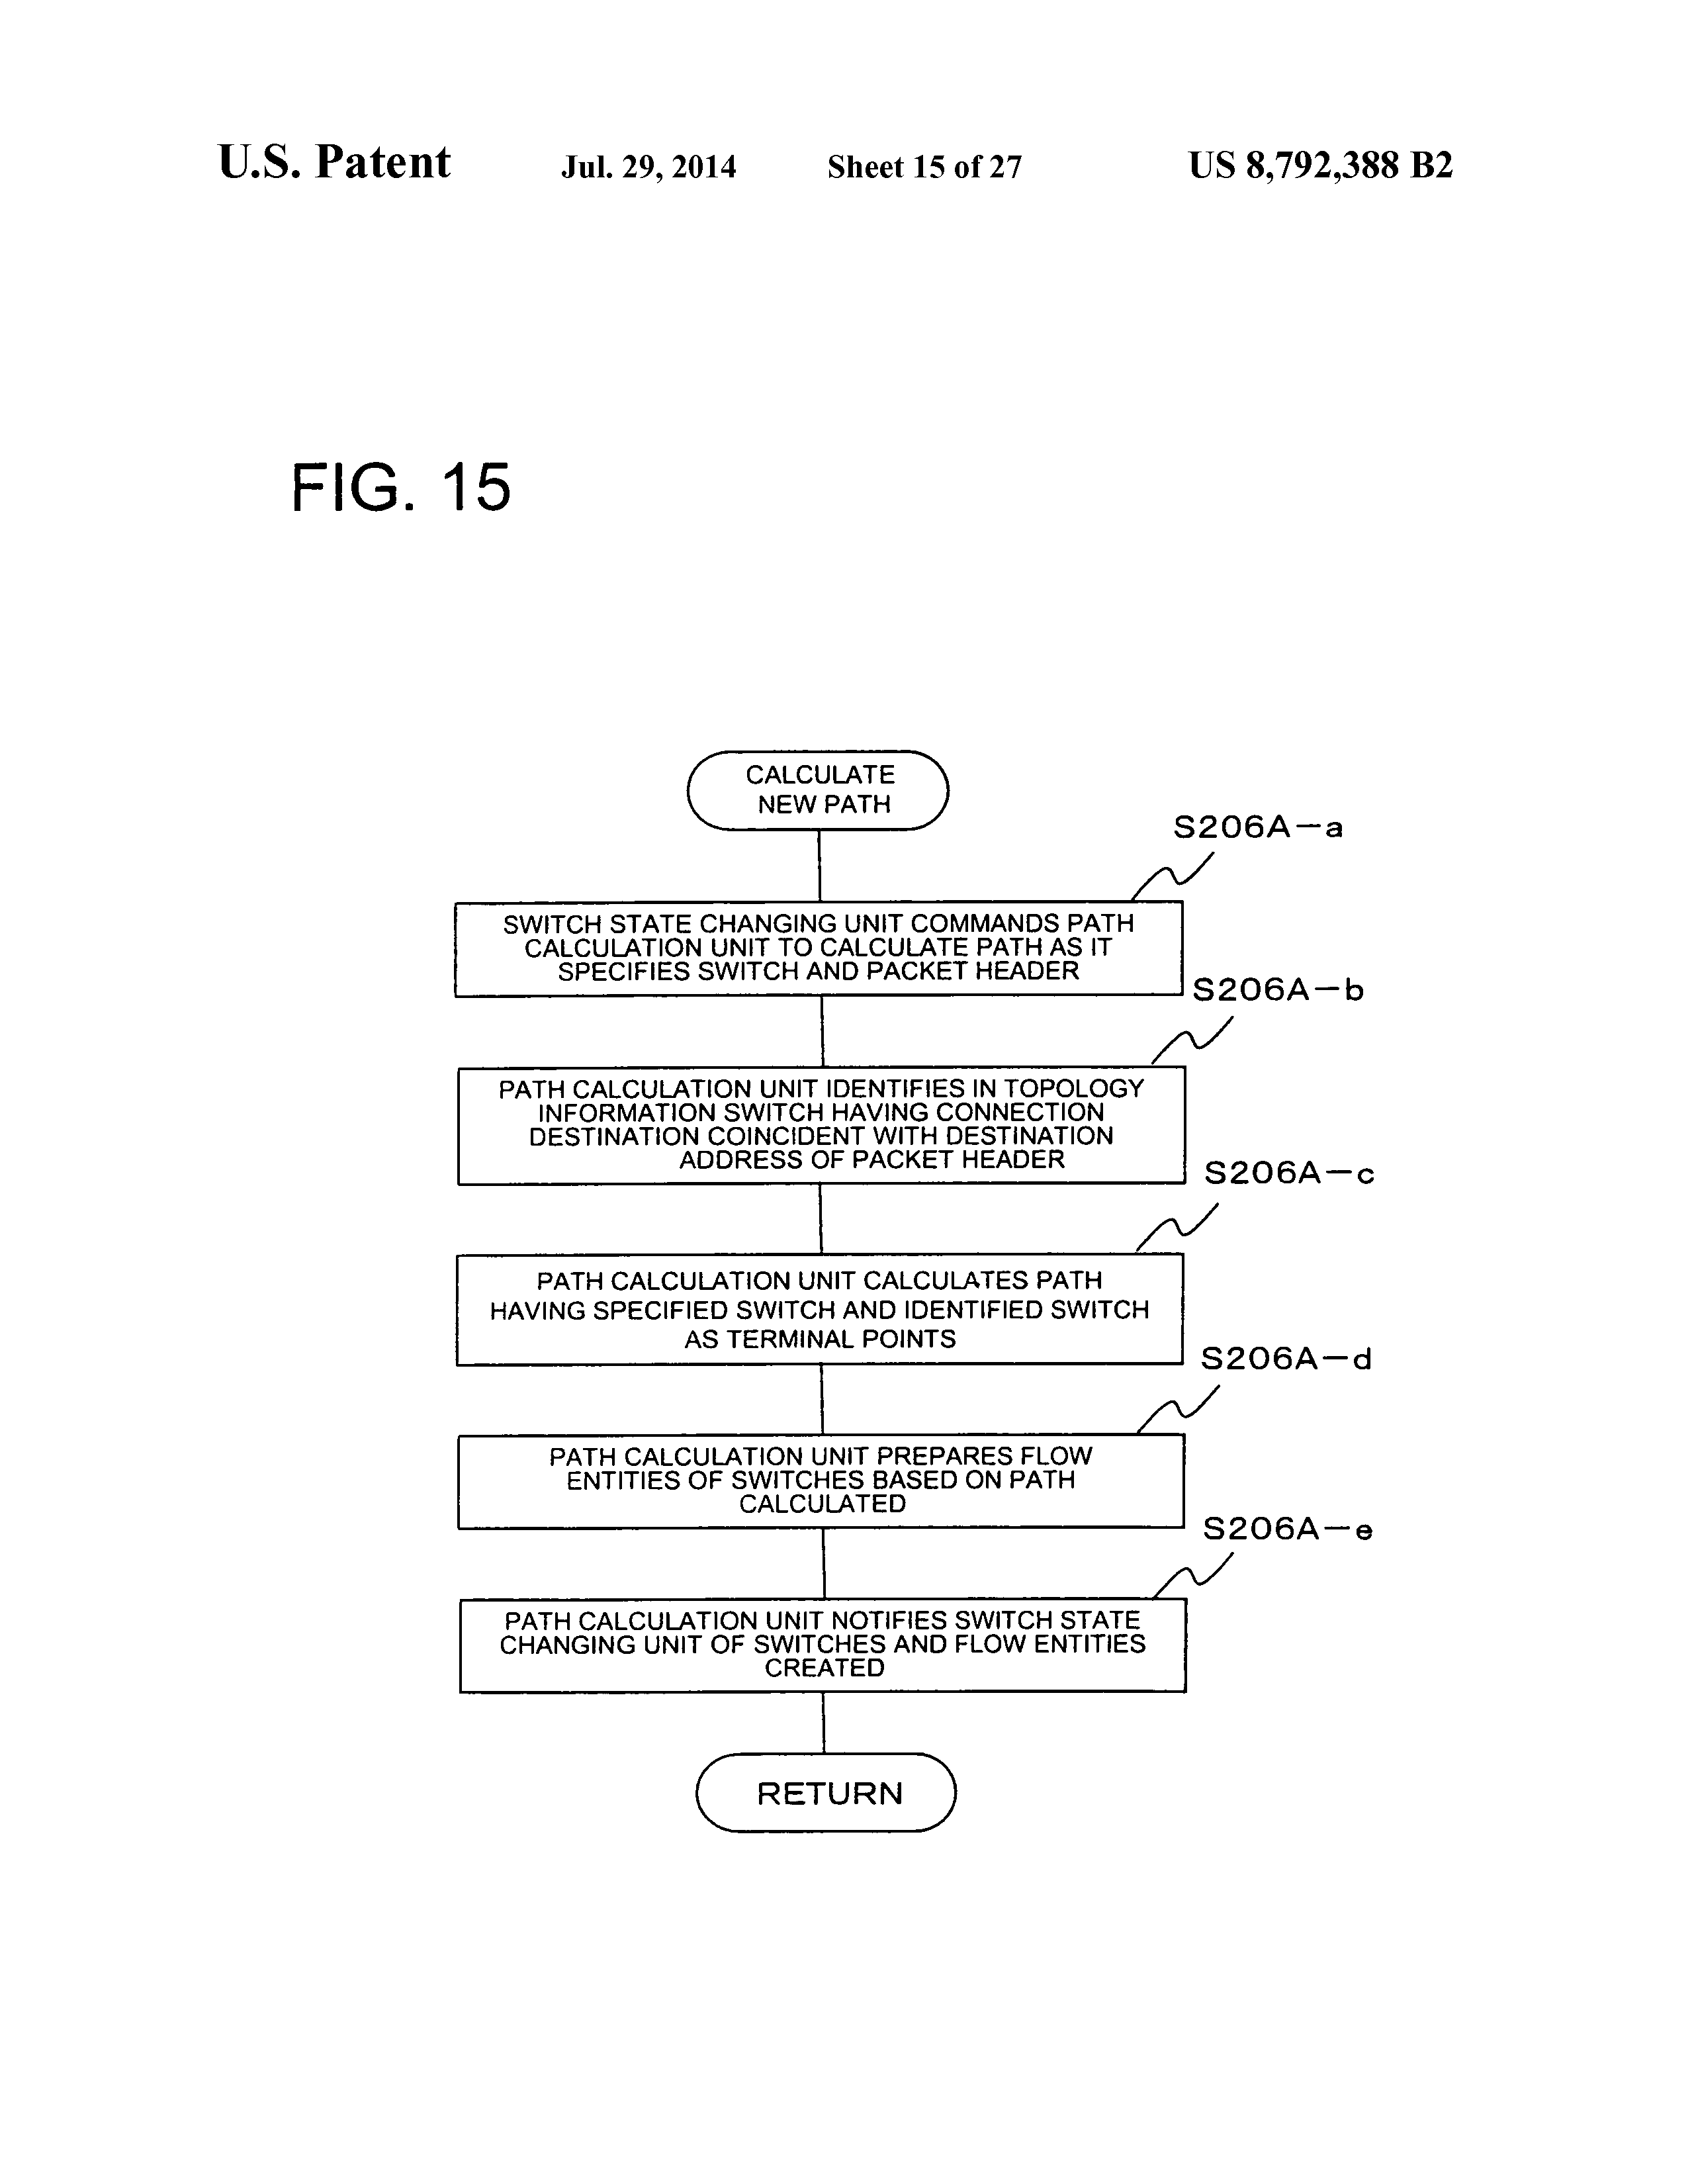 U.S. Patent Jul. 29, 2014 Sheet 15 of 27 US 8,792,388 B2
FIG. 15
CALCULATE
NEW PATH
S206A-a
SWITCH STATE CHANGING UNIT COMMANDS PATH
CALCULATION UNIT TO CALCULATE PATH AS IT
SPECIFIES SWITCH AND PACKET HEADER
S206A-b
PATH CALCULATION UNIT IDENTIFIES IN TOPOLOGY
INFORMATION SWITCH HAVING CONNECTION
DESTINATION COINCIDENT WITH DESTINATION
ADDRESS OF PACKET HEADER
S206A-c
PATH CALCULATION UNIT CALCULATES PATH
HAVING SPECIFIED SWITCH AND IDENTIFIED SWITCH
AS TERMINAL POINTS
S206A-d
PATH CALCULATION UNIT PREPARES FLOW
ENTITIES OF SWITCHES BASED ON PATH
CALCULATED
S206A-e
PATH CALCULATION UNIT NOTIFIES SWITCH STATE
CHANGING UNIT OF SWITCHES AND FLOW ENTITIES
CREATED
RETURN